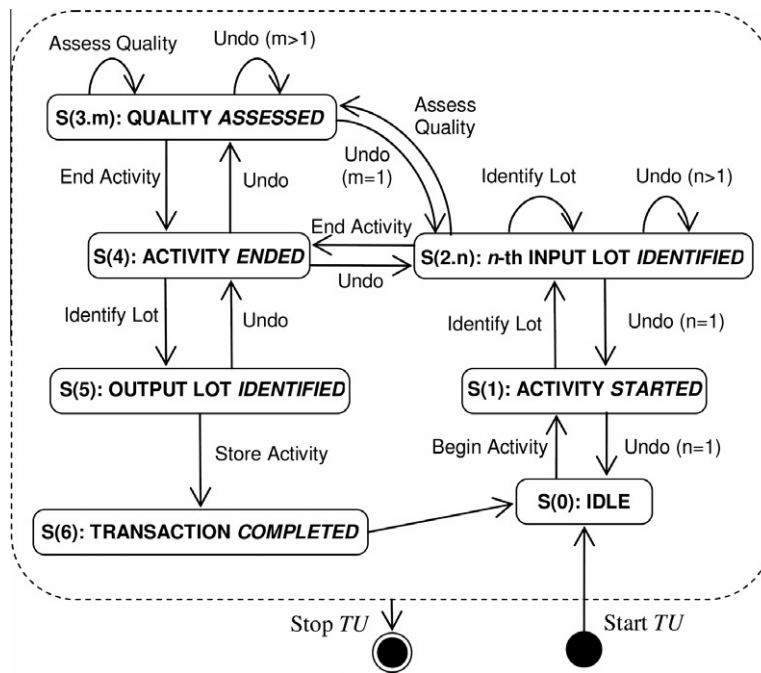 Assess Quality
Undo (m>1)
S(3.m): QUALITY ASSESSED
Assess
Quality
End Activity
Undo
Undo
(m=1)
Identify Lot
Undo (n>1)
End Activity
S(4): ACTIVITY ENDED
S(2.n): n-th INPUT LOT IDENTIFIED
Undo
Identify Lot
Undo
Identify Lot
Undo (n=1)
S(5): OUTPUT LOT IDENTIFIED
S(1): ACTIVITY STARTED
Store Activity
Begin Activity
Undo (n=1)
S(0): IDLE
S(6): TRANSACTION COMPLETED
Stop TU
Start TU